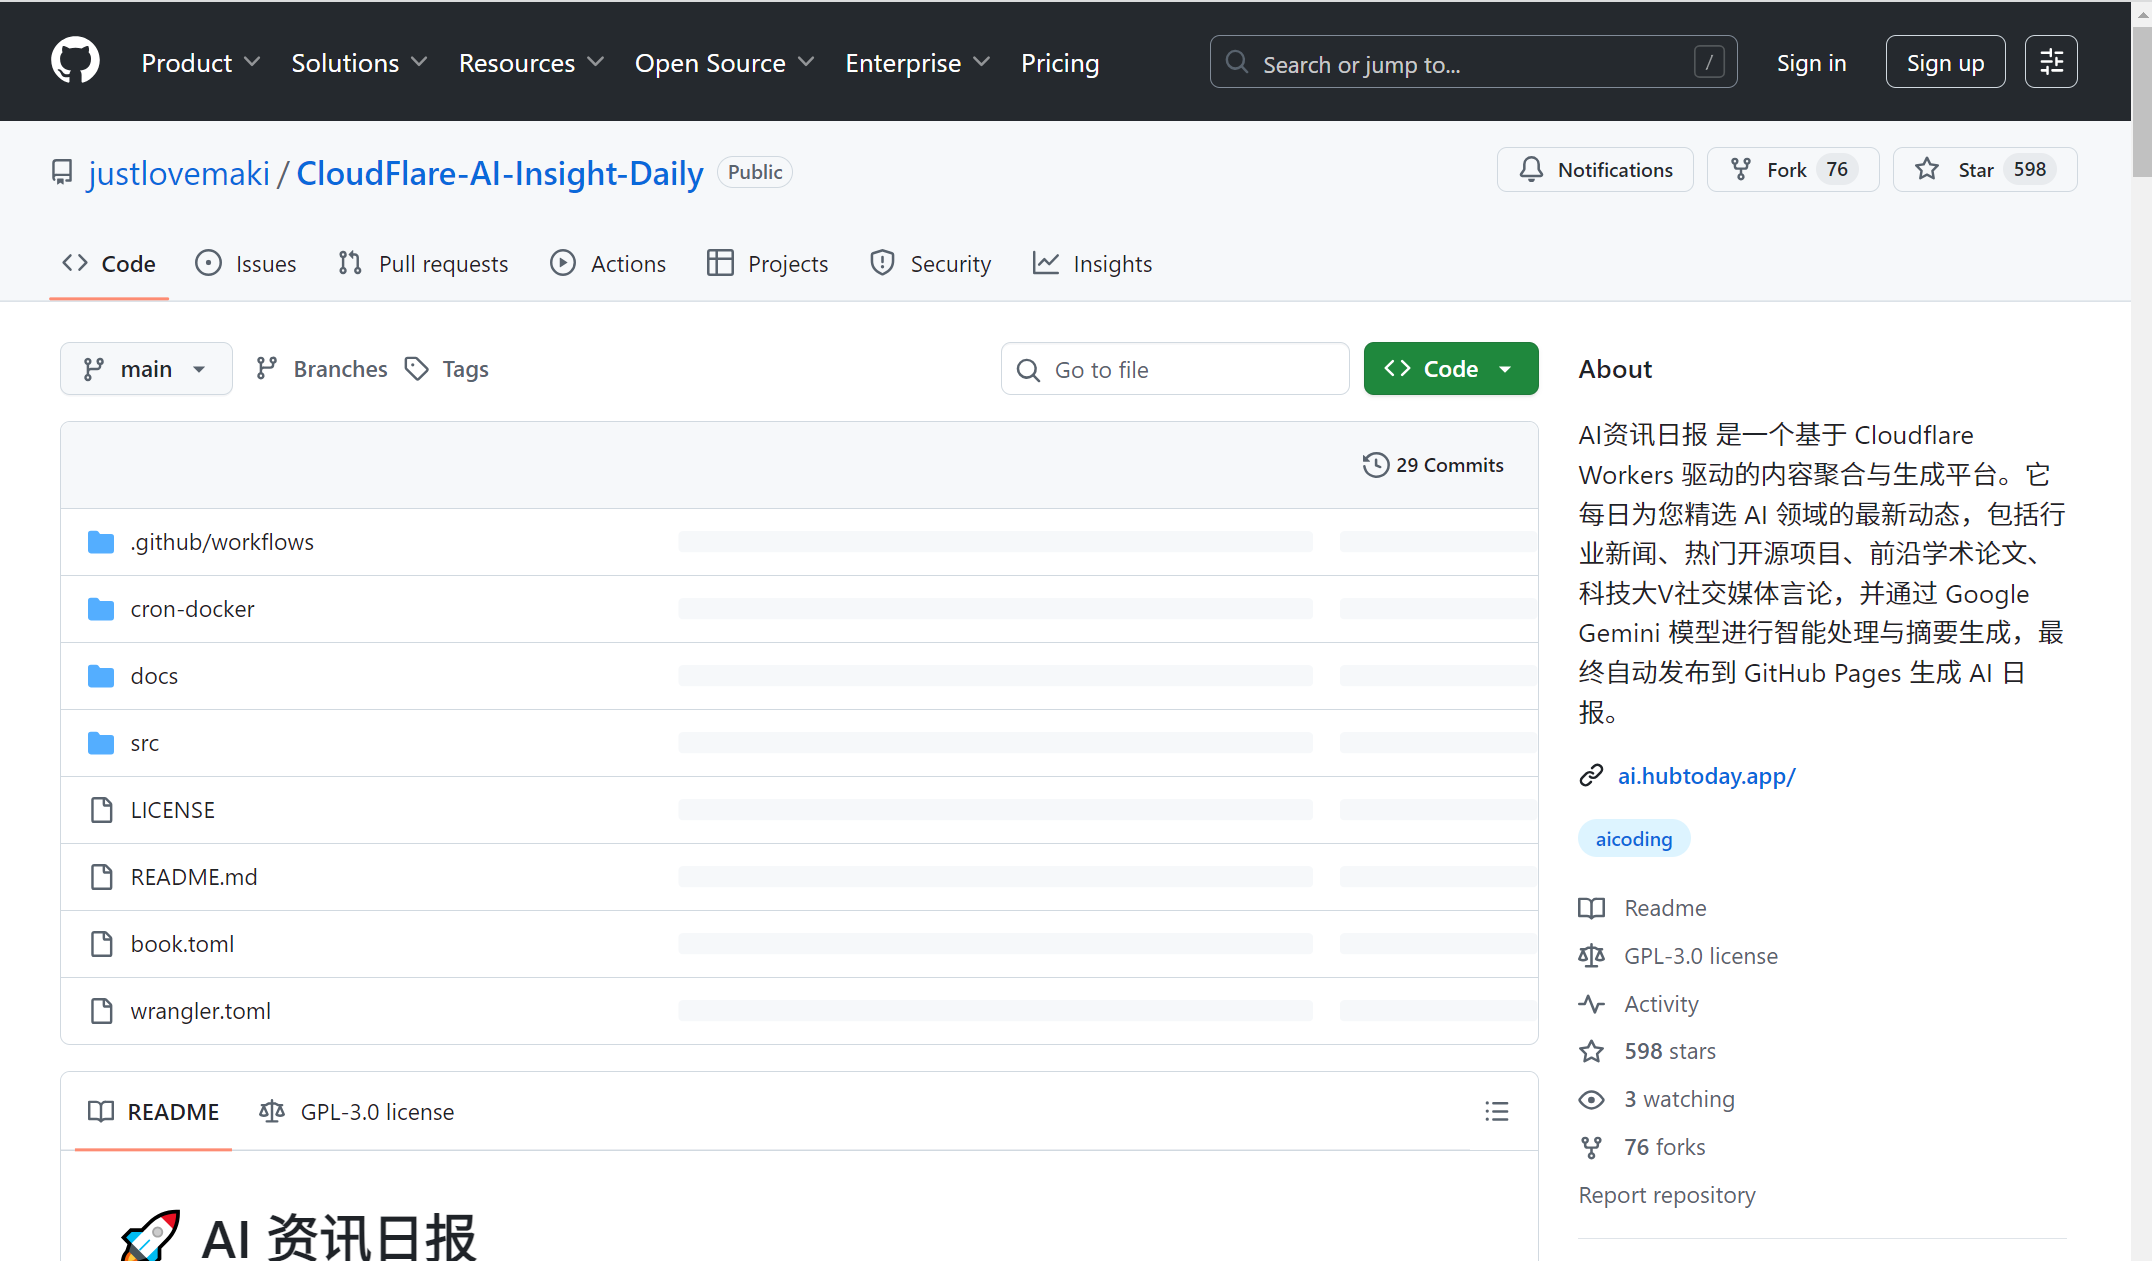 Product Solutions Resources Open Source Enterprise Pricing Search or jump to... / Sign in Sign up
justlovemaki / CloudFlare-AI-Insight-Daily Public Notifications Fork 76 Star 598
Code Issues Pull requests Actions Projects Security Insights
main Branches Tags Go to file Code
29 Commits
.github/workflows
cron-docker
docs
src
LICENSE
README.md
book.toml
wrangler.toml
README GPL-3.0 license
AI 资讯日报
About
AI资讯日报 是一个基于 Cloudflare
Workers 驱动的内容聚合与生成平台。它
每日为您精选 AI 领域的最新动态，包括行
业新闻、热门开源项目、前沿学术论文、
科技大V社交媒体言论，并通过 Google
Gemini 模型进行智能处理与摘要生成，最
终自动发布到 GitHub Pages 生成 AI 日
报。
ai.hubtoday.app/
aicoding
Readme
GPL-3.0 license
Activity
598 stars
3 watching
76 forks
Report repository